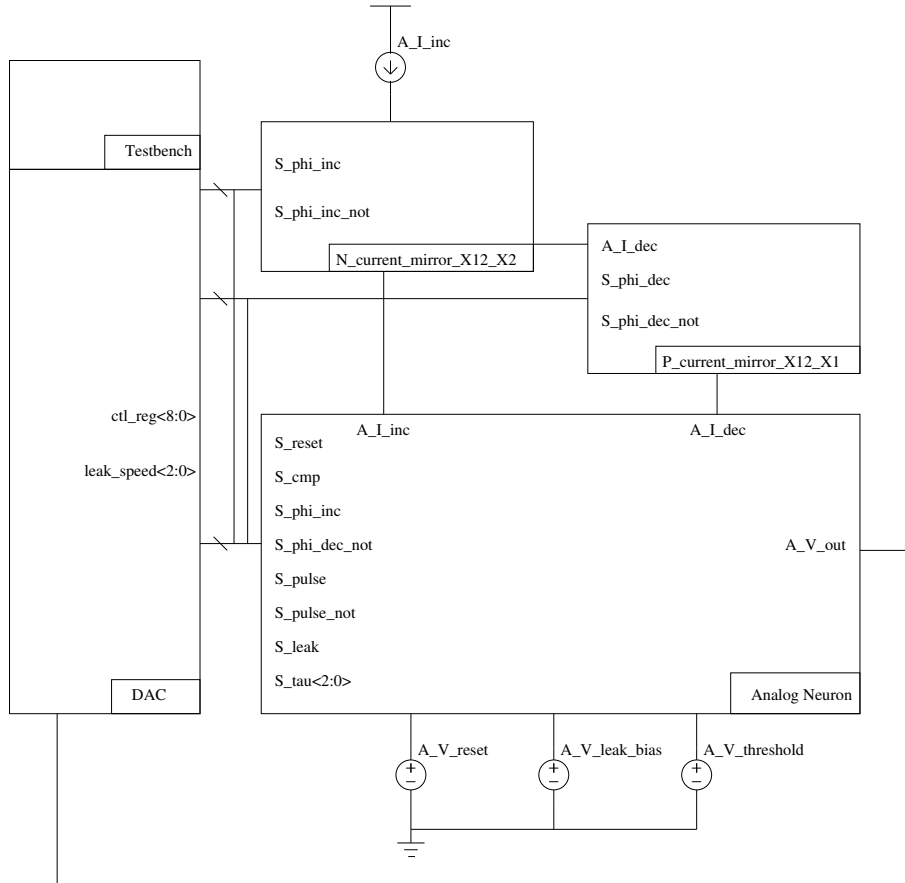 A_I_inc
Testbench
S_phi_inc
S_phi_inc_not
N_current_mirror_X12_X2
A_I_dec
S_phi_dec
S_phi_dec_not
P_current_mirror_X12_X1
ctl_reg<8:0>
leak_speed<2:0>
DAC
A_I_inc
A_I_dec
S_reset
S_cmp
S_phi_inc
S_phi_dec_not
S_pulse
S_pulse_not
S_leak
S_tau<2:0>
A_V_out
Analog Neuron
A_V_reset
A_V_leak_bias
A_V_threshold